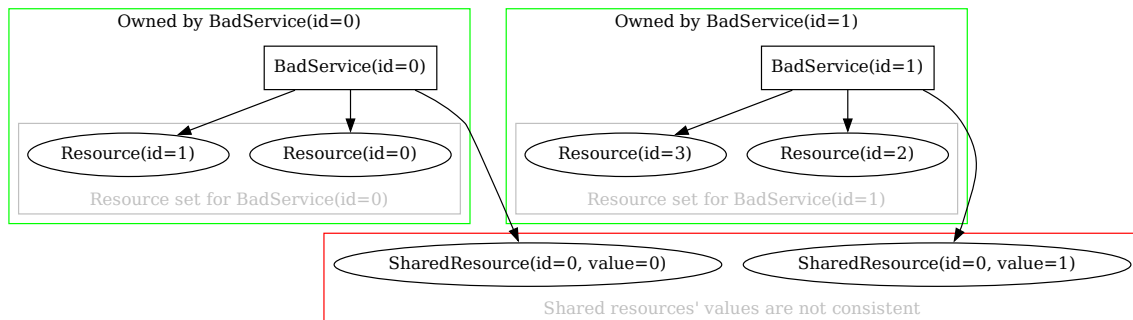 Owned by BadService(id=0)
BadService(id=0)
Resource(id=1)
Resource(id=0)
Resource set for BadService(id=0)
Owned by BadService(id=1)
BadService(id=1)
Resource(id=3)
Resource(id=2)
Resource set for BadService(id=1)
SharedResource(id=0, value=0)
SharedResource(id=0, value=1)
Shared resources' values are not consistent